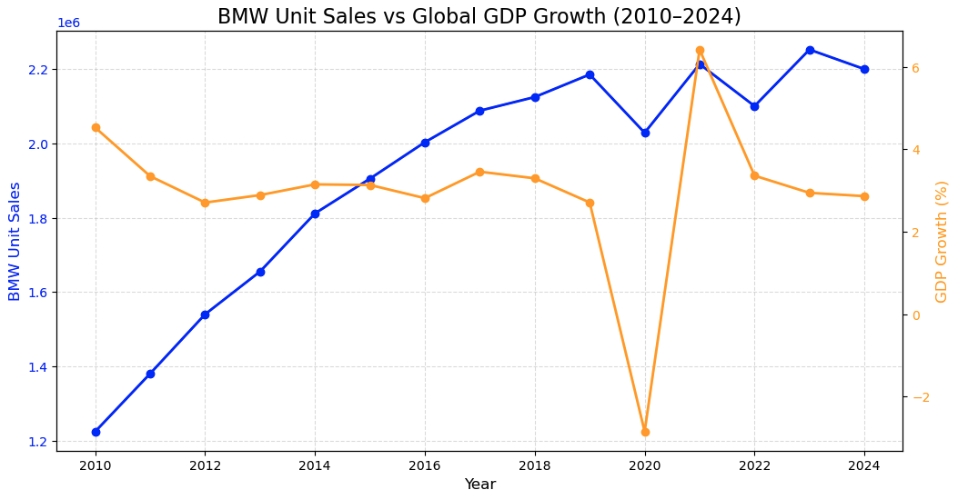 BMW Unit Sales vs Global GDP Growth (2010–2024)
1e6
2.2
2.0
1.8
1.6
1.4
1.2
BMW Unit Sales
6
4
2
0
−2
GDP Growth (%)
2010 2012 2014 2016 2018 2020 2022 2024
Year